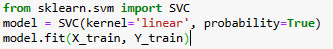 from sklearn.svm import SVC
model = SVC(kernel='linear', probability=True)
model.fit(X_train, Y_train)